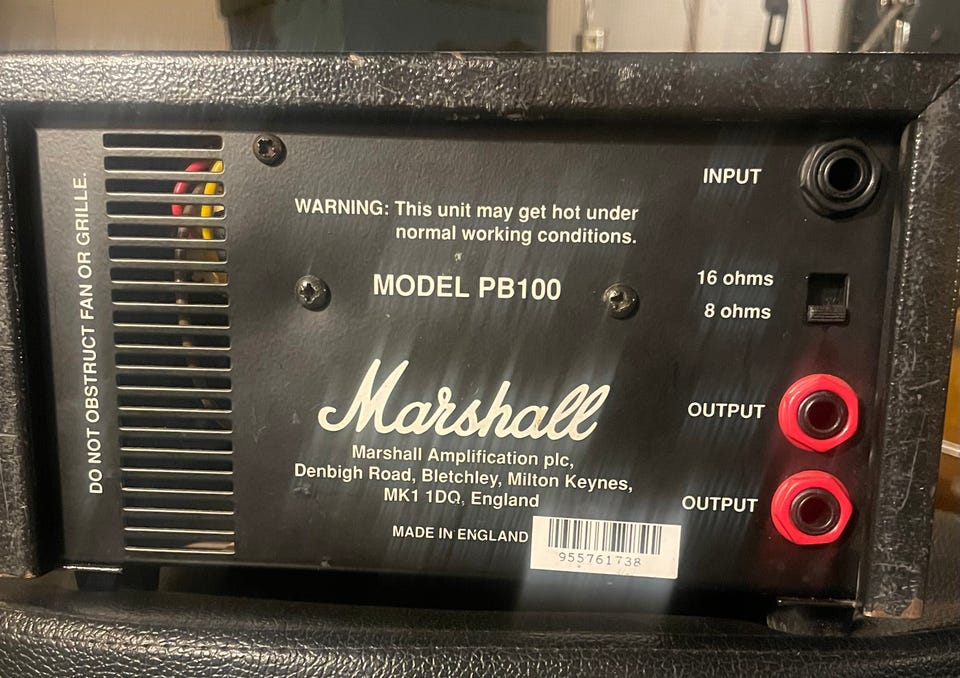 DO NOT OBSTRUCT FAN OR GRILLE.
WARNING: This unit may get hot under
normal working conditions.
MODEL PB100
Marshall
Marshall Amplification plc,
Denbigh Road, Bletchley, Milton Keynes,
MK1 1DQ, England
MADE IN ENGLAND
955761738
INPUT
16 ohms
8 ohms
OUTPUT
OUTPUT